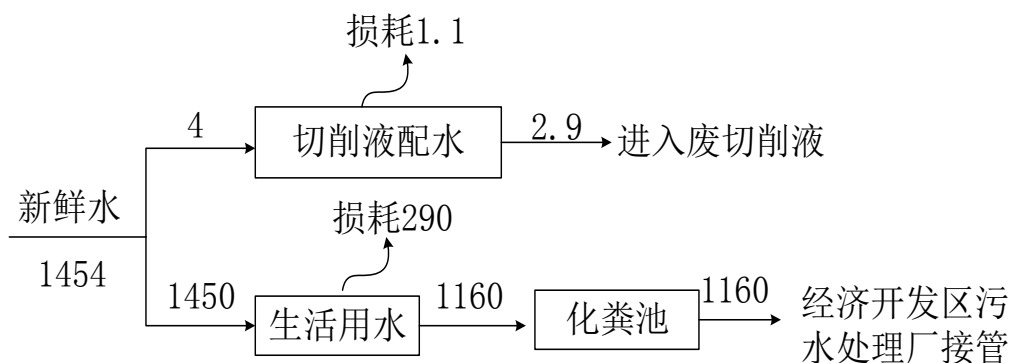 损耗1.1
4
切削液配水
2.9
进入废切削液
新鲜水
1454
损耗290
1450
生活用水
1160
化粪池
1160
经济开发区污
水处理厂接管